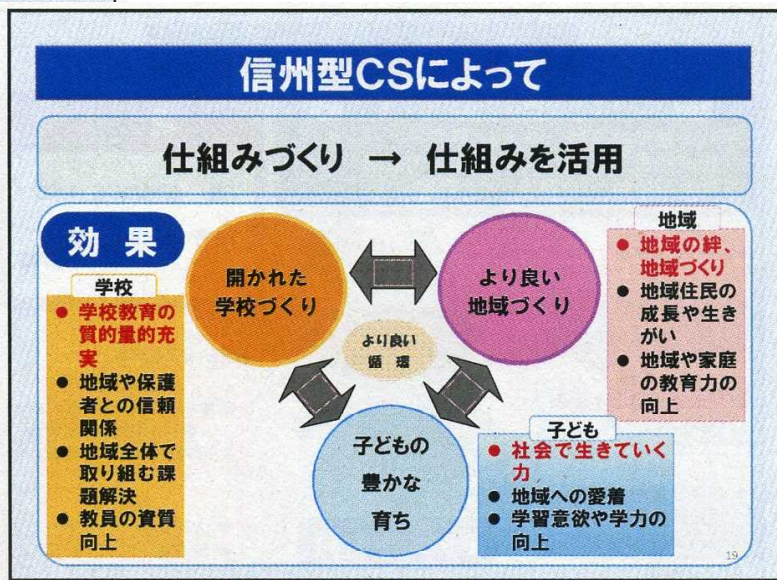 信州型CSによって
仕組みづくり → 仕組みを活用
効 果
学校
● 学校教育の
質的量的充
実
● 地域や保護
者との信頼
関係
● 地域全体で
取り組む課
題解決
● 教員の資質
向上
開かれた
学校づくり
より良い
地域づくり
より良い
循 環
子どもの
豊かな
育ち
地域
● 地域の絆、
地域づくり
● 地域住民の
成長や生き
がい
● 地域や家庭
の教育力の
向上
子ども
● 社会で生きていく
力
● 地域への愛着
● 学習意欲や学力の
向上
19